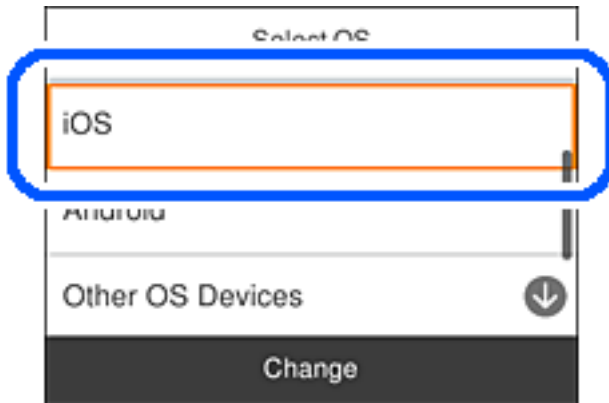 Select OS
iOS
Android
Other OS Devices
Change